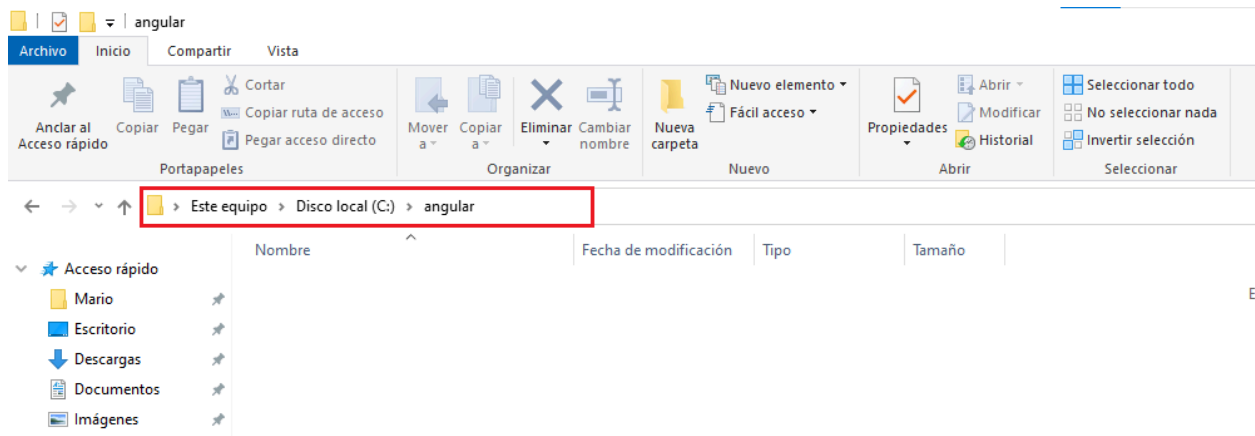 angular
Archivo Inicio Compartir Vista
Anclar al Acceso rápido
Copiar
Pegar
Cortar
Copiar ruta de acceso
Pegar acceso directo
Portapapeles
Mover a
Copiar a
Eliminar
Cambiar nombre
Organizar
Nueva carpeta
Nuevo elemento
Fácil acceso
Nuevo
Propiedades
Abrir
Modificar
Historial
Abrir
Seleccionar todo
No seleccionar nada
Invertir selección
Seleccionar
Este equipo > Disco local (C:) > angular
Nombre Fecha de modificación Tipo Tamaño
Acceso rápido
Mario
Escritorio
Descargas
Documentos
Imágenes